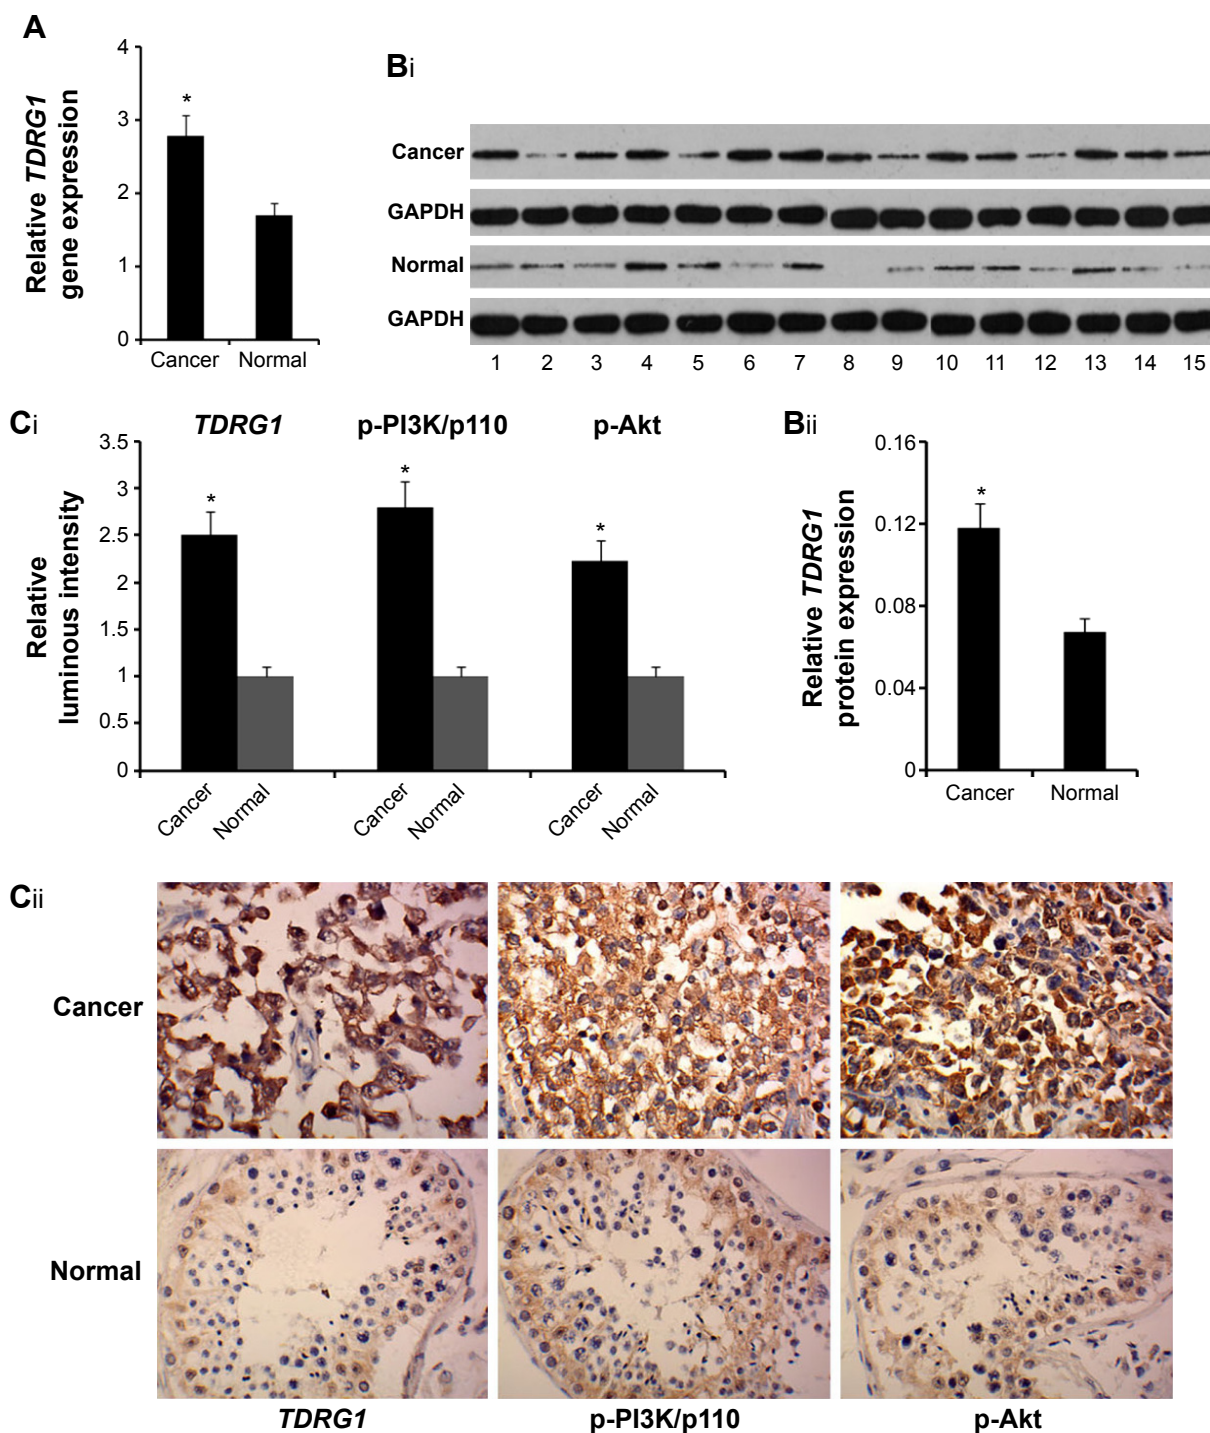 A
4
3
2
1
0
Relative TDRG1
gene expression
*
Cancer Normal
Bi
Cancer
GAPDH
Normal
GAPDH
1 2 3 4 5 6 7 8 9 10 11 12 13 14 15
Ci
TDRG1 p-PI3K/p110 p-Akt
3.5
3
2.5
2
1.5
1
0.5
0
Relative
luminous intensity
* * *
Cancer Normal Cancer Normal Cancer Normal
Bii
0.16
0.12
0.08
0.04
0
Relative TDRG1
protein expression
*
Cancer Normal
Cii
Cancer
Normal
TDRG1 p-PI3K/p110 p-Akt